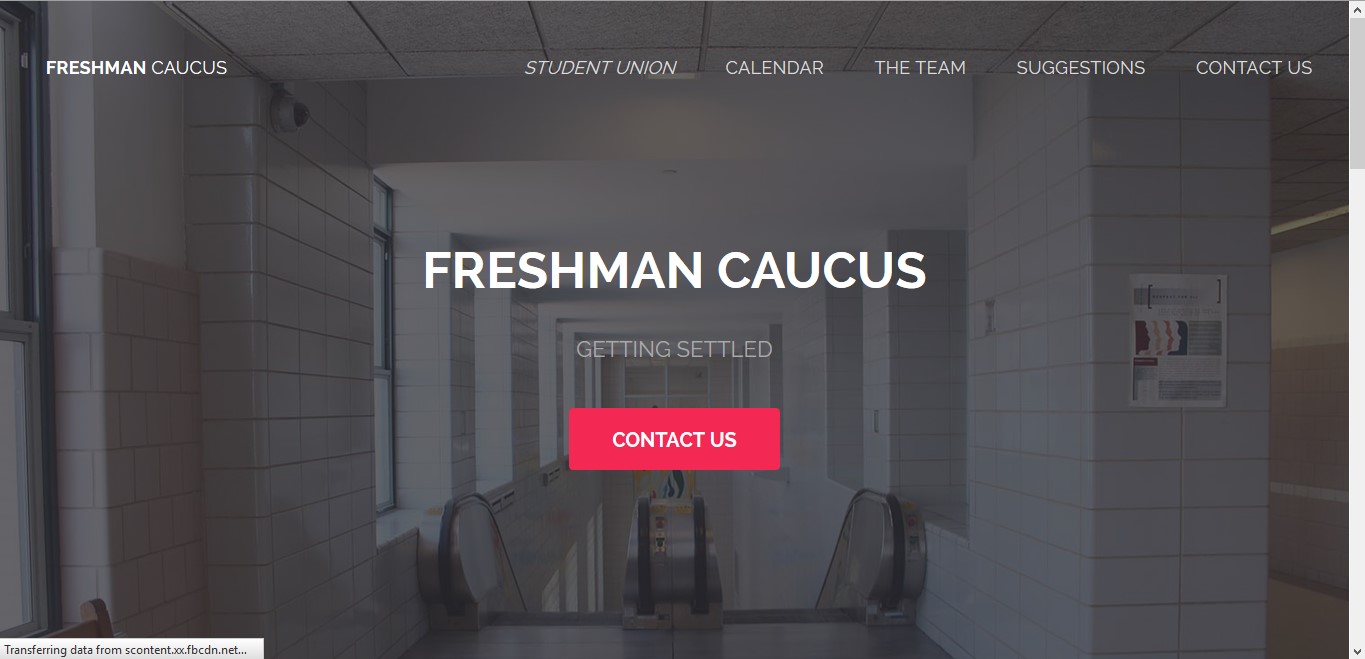 FRESHMAN CAUCUS
STUDENT UNION
CALENDAR
THE TEAM
SUGGESTIONS
CONTACT US
FRESHMAN CAUCUS
GETTING SETTLED
CONTACT US
Transferring data from scontent.xx.fbcdn.net...